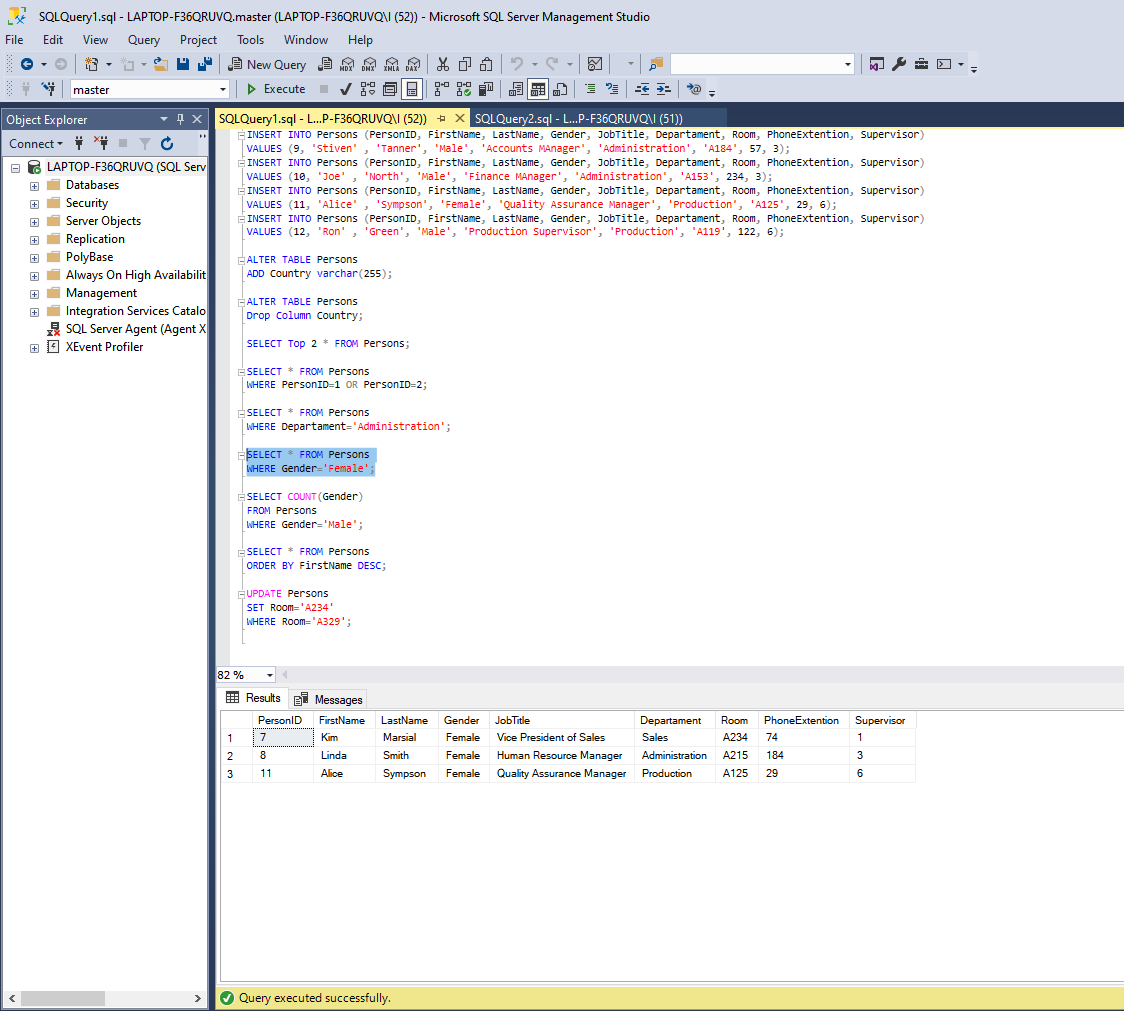 SQLQuery1.sql - LAPTOP-F36QRUVQ.master (LAPTOP-F36QRUVQ\I (52)) - Microsoft SQL Server Management Studio
File Edit View Query Project Tools Window Help
New Query MDX DMX XMLA DAX
master Execute
Object Explorer
Connect
LAPTOP-F36QRUVQ (SQL Serv
Databases
Security
Server Objects
Replication
PolyBase
Always On High Availabilit
Management
Integration Services Catalo
SQL Server Agent (Agent X
XEvent Profiler
SQLQuery1.sql - L...P-F36QRUVQ\I (52)) SQLQuery2.sql - L...P-F36QRUVQ\I (51))
INSERT INTO Persons (PersonID, FirstName, LastName, Gender, JobTitle, Departament, Room, PhoneExtention, Supervisor)
VALUES (9, 'Stiven' , 'Tanner', 'Male', 'Accounts MAnager', 'Administration', 'A184', 57, 3);
INSERT INTO Persons (PersonID, FirstName, LastName, Gender, JobTitle, Departament, Room, PhoneExtention, Supervisor)
VALUES (10, 'Joe' , 'North', 'Male', 'Finance MAnager', 'Administration', 'A153', 234, 3);
INSERT INTO Persons (PersonID, FirstName, LastName, Gender, JobTitle, Departament, Room, PhoneExtention, Supervisor)
VALUES (11, 'Alice' , 'Sympson', 'Female', 'Quality Assurance Manager', 'Production', 'A125', 29, 6);
INSERT INTO Persons (PersonID, FirstName, LastName, Gender, JobTitle, Departament, Room, PhoneExtention, Supervisor)
VALUES (12, 'Ron' , 'Green', 'Male', 'Production Supervisor', 'Production', 'A119', 122, 6);
ALTER TABLE Persons
ADD Country varchar(255);
ALTER TABLE Persons
Drop Column Country;
SELECT Top 2 * FROM Persons;
SELECT * FROM Persons
WHERE PersonID=1 OR PersonID=2;
SELECT * FROM Persons
WHERE Departament='Administration';
SELECT * FROM Persons
WHERE Gender='Female';
SELECT COUNT(Gender)
FROM Persons
WHERE Gender='Male';
SELECT * FROM Persons
ORDER BY FirstName DESC;
UPDATE Persons
SET Room='A234'
WHERE Room='A329';
82 %
Results Messages
PersonID FirstName LastName Gender JobTitle Departament Room PhoneExtention Supervisor
1 7 Kim Marsial Female Vice President of Sales Sales A234 74 1
2 8 Linda Smith Female Human Resource Manager Administration A215 184 3
3 11 Alice Sympson Female Quality Assurance Manager Production A125 29 6
Query executed successfully.